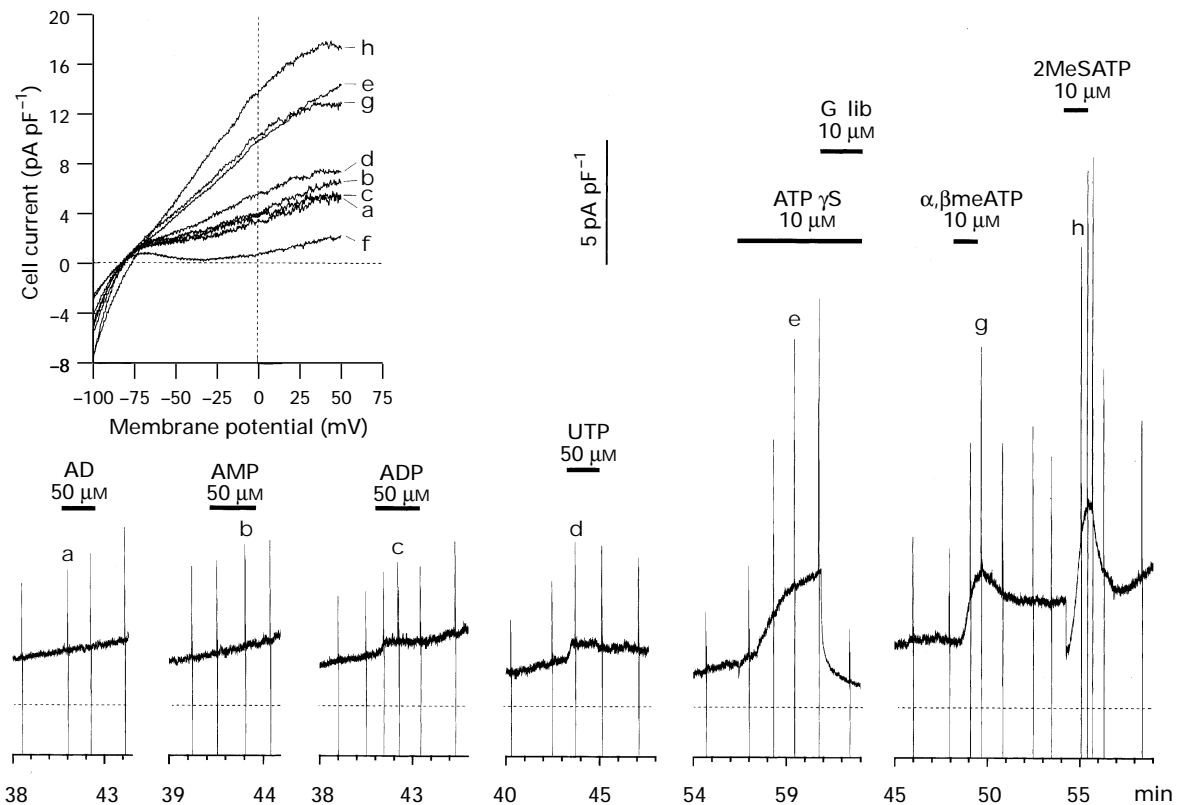 20
16
12
8
4
0
−4
−8
Cell current (pA pF⁻¹)
h
e
g
d
b
c
a
f
−100 −75 −50 −25 0 25 50 75
Membrane potential (mV)
5 pA pF⁻¹
2MeSATP
10 µM
G lib
10 µM
ATP γS
10 µM
α,βmeATP
10 µM
h
e
g
UTP
50 µM
AD
50 µM
AMP
50 µM
ADP
50 µM
a
b
c
d
38 43 39 44 38 43 40 45 54 59 45 50 55 min